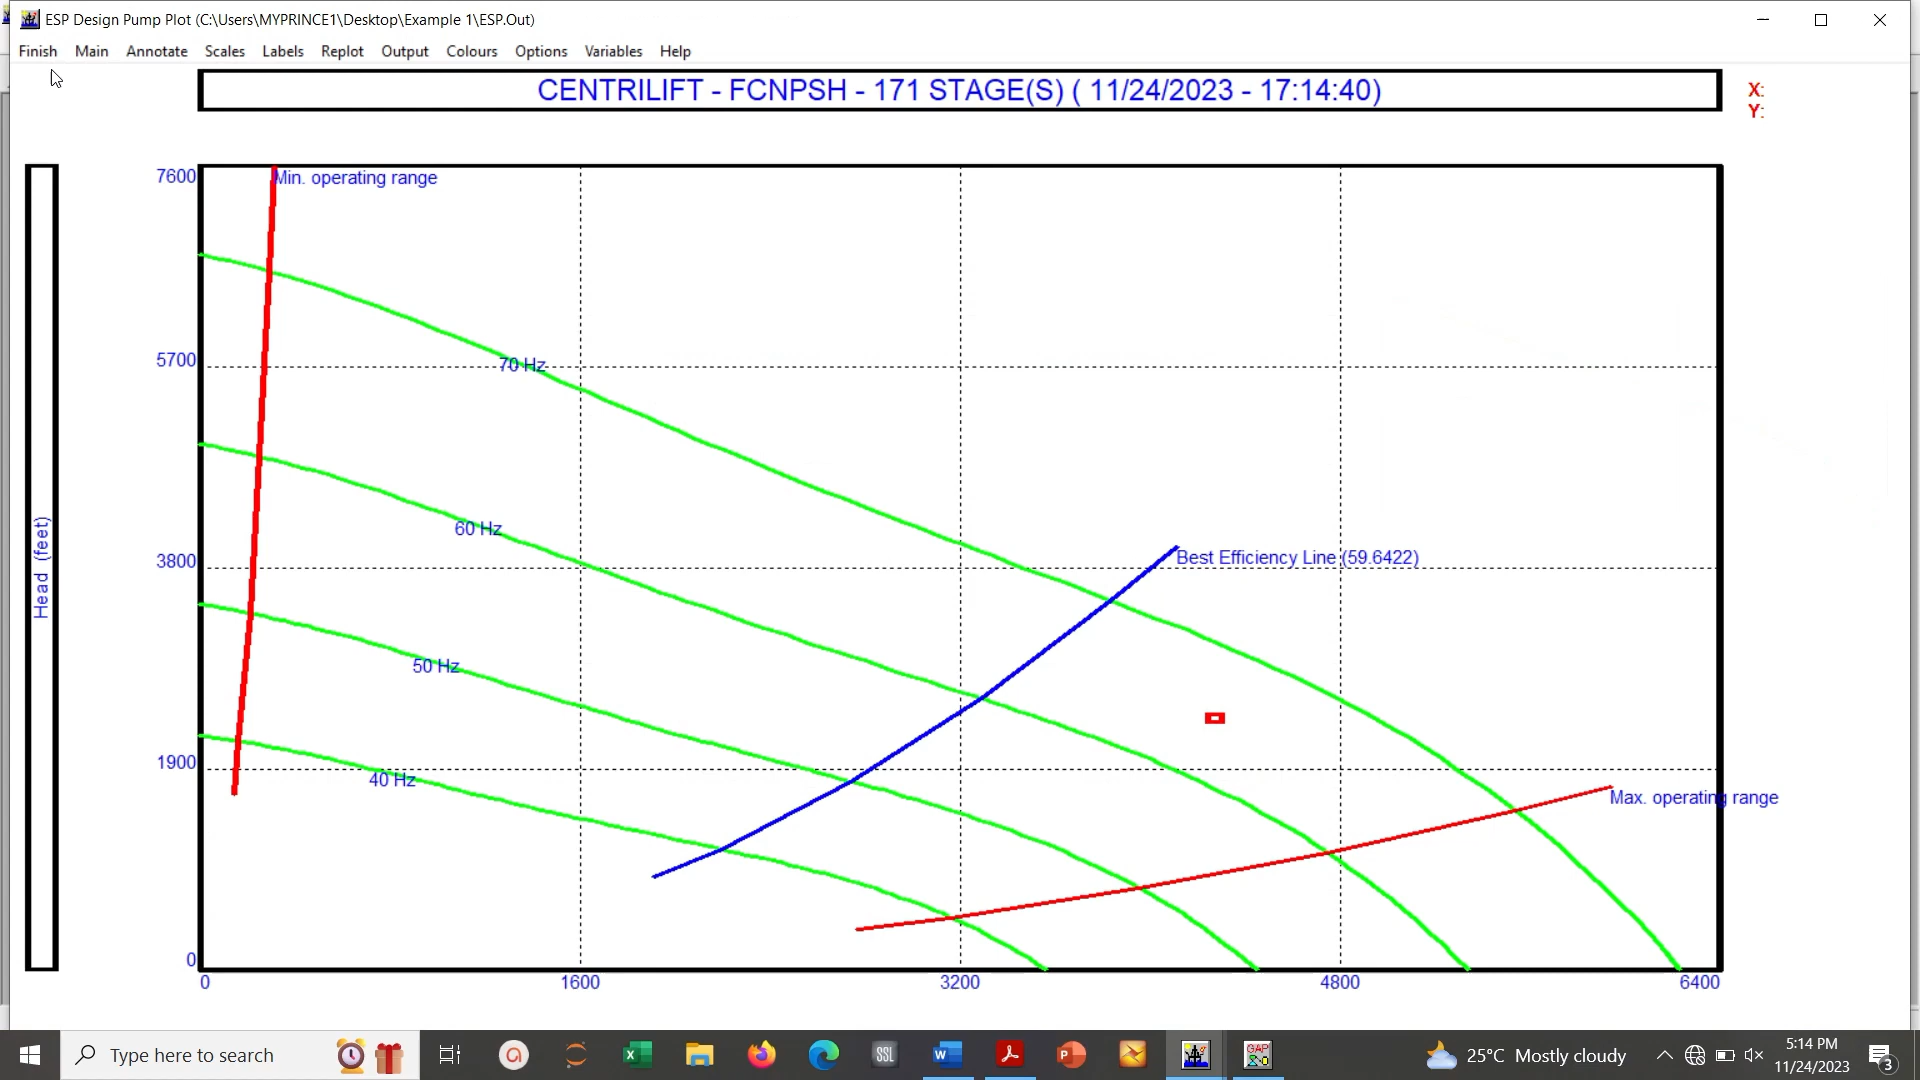 ESP Design Pump Plot (C:\Users\MYPRINCE1\Desktop\Example 1\ESP.Out)
Finish Main Annotate Scales Labels Replot Output Colours Options Variables Help
CENTRILIFT - FCNPSH - 171 STAGE(S) ( 11/24/2023 - 17:14:40)
X:
Y:
7600
Min. operating range
5700
70 Hz
60 Hz
3800
Best Efficiency Line (59.6422)
Head (feet)
50 Hz
1900
40 Hz
Max. operating range
0
0 1600 3200 4800 6400
Type here to search
SSL
GAP
25°C Mostly cloudy
5:14 PM
11/24/2023
3